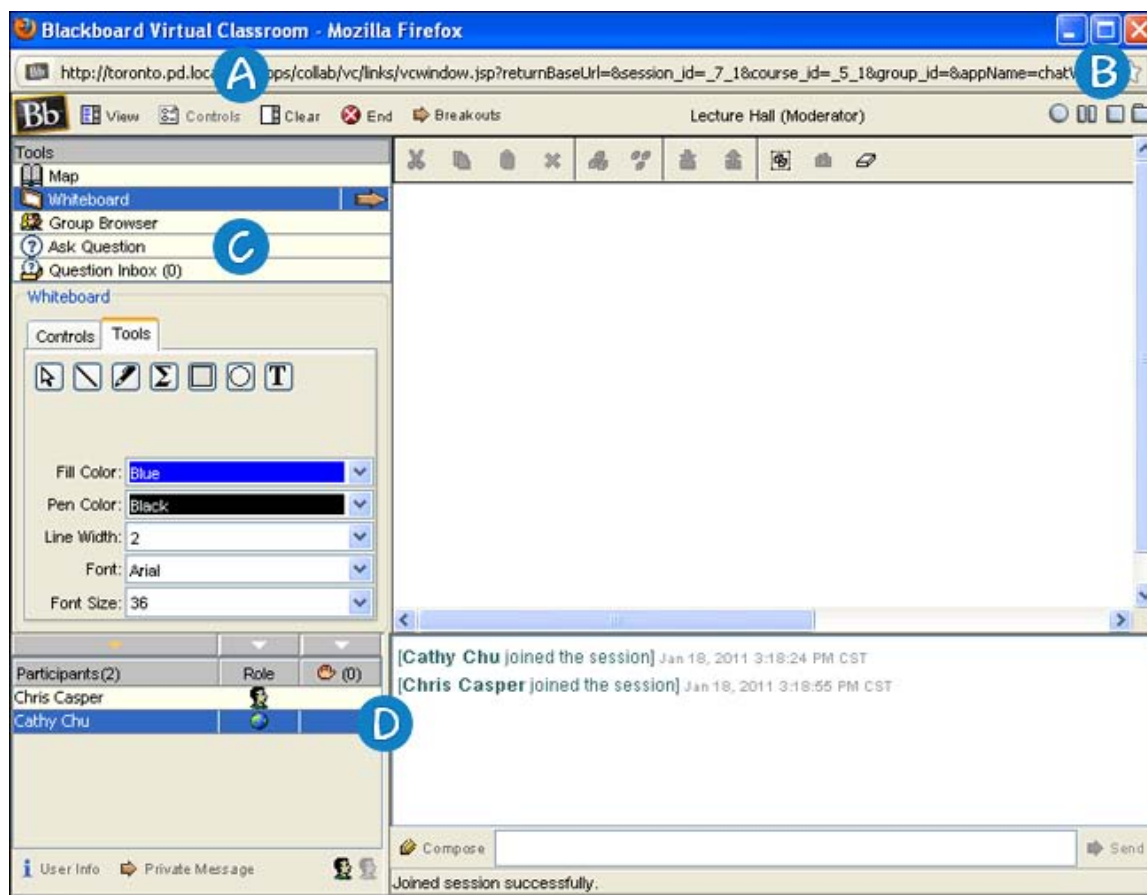 Blackboard Virtual Classroom - Mozilla Firefox
http://toronto.pd.loca A pps/collab/vc/links/vcwindow.jsp?returnBaseUrl=&session_id=_7_1&course_id=_5_1&group_id=&appName=chat B
Bb View Controls Clear End Breakouts Lecture Hall (Moderator)
Tools
Map
Whiteboard
Group Browser
? Ask Question C
Question Inbox (0)
Whiteboard
Controls Tools
Σ T
Fill Color: Blue
Pen Color: Black
Line Width: 2
Font: Arial
Font Size: 36
Participants(2) Role (0)
Chris Casper
Cathy Chu D
[Cathy Chu joined the session] Jan 18, 2011 3:18:24 PM CST
[Chris Casper joined the session] Jan 18, 2011 3:18:55 PM CST
Compose Send
i User Info Private Message
Joined session successfully.